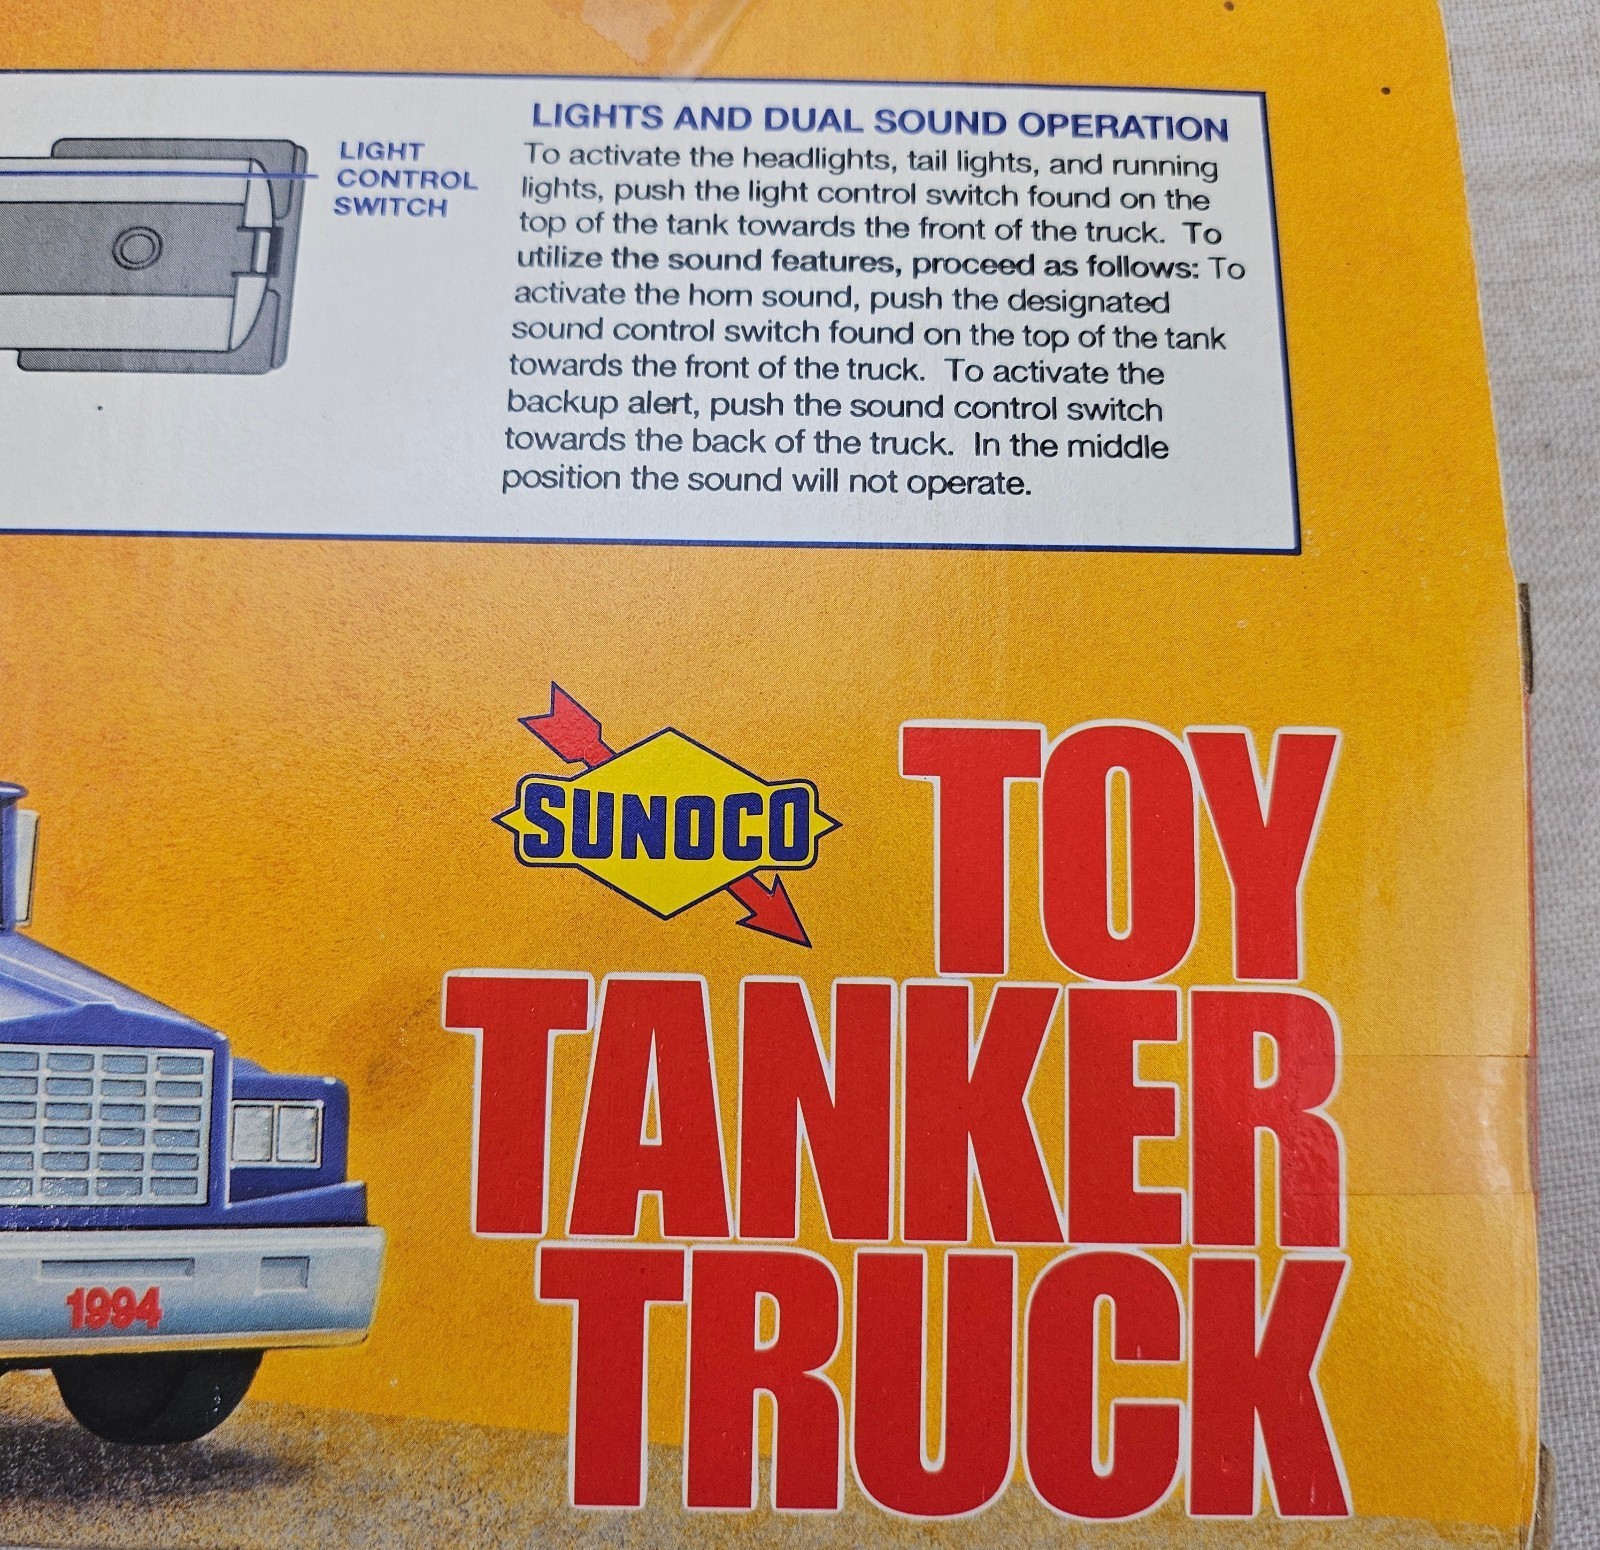 LIGHT
CONTROL
SWITCH
LIGHTS AND DUAL SOUND OPERATION
To activate the headlights, tail lights, and running
lights, push the light control switch found on the
top of the tank towards the front of the truck. To
utilize the sound features, proceed as follows: To
activate the horn sound, push the designated
sound control switch found on the top of the tank
towards the front of the truck. To activate the
backup alert, push the sound control switch
towards the back of the truck. In the middle
position the sound will not operate.
SUNOCO
TOY
TANKER
TRUCK
1994